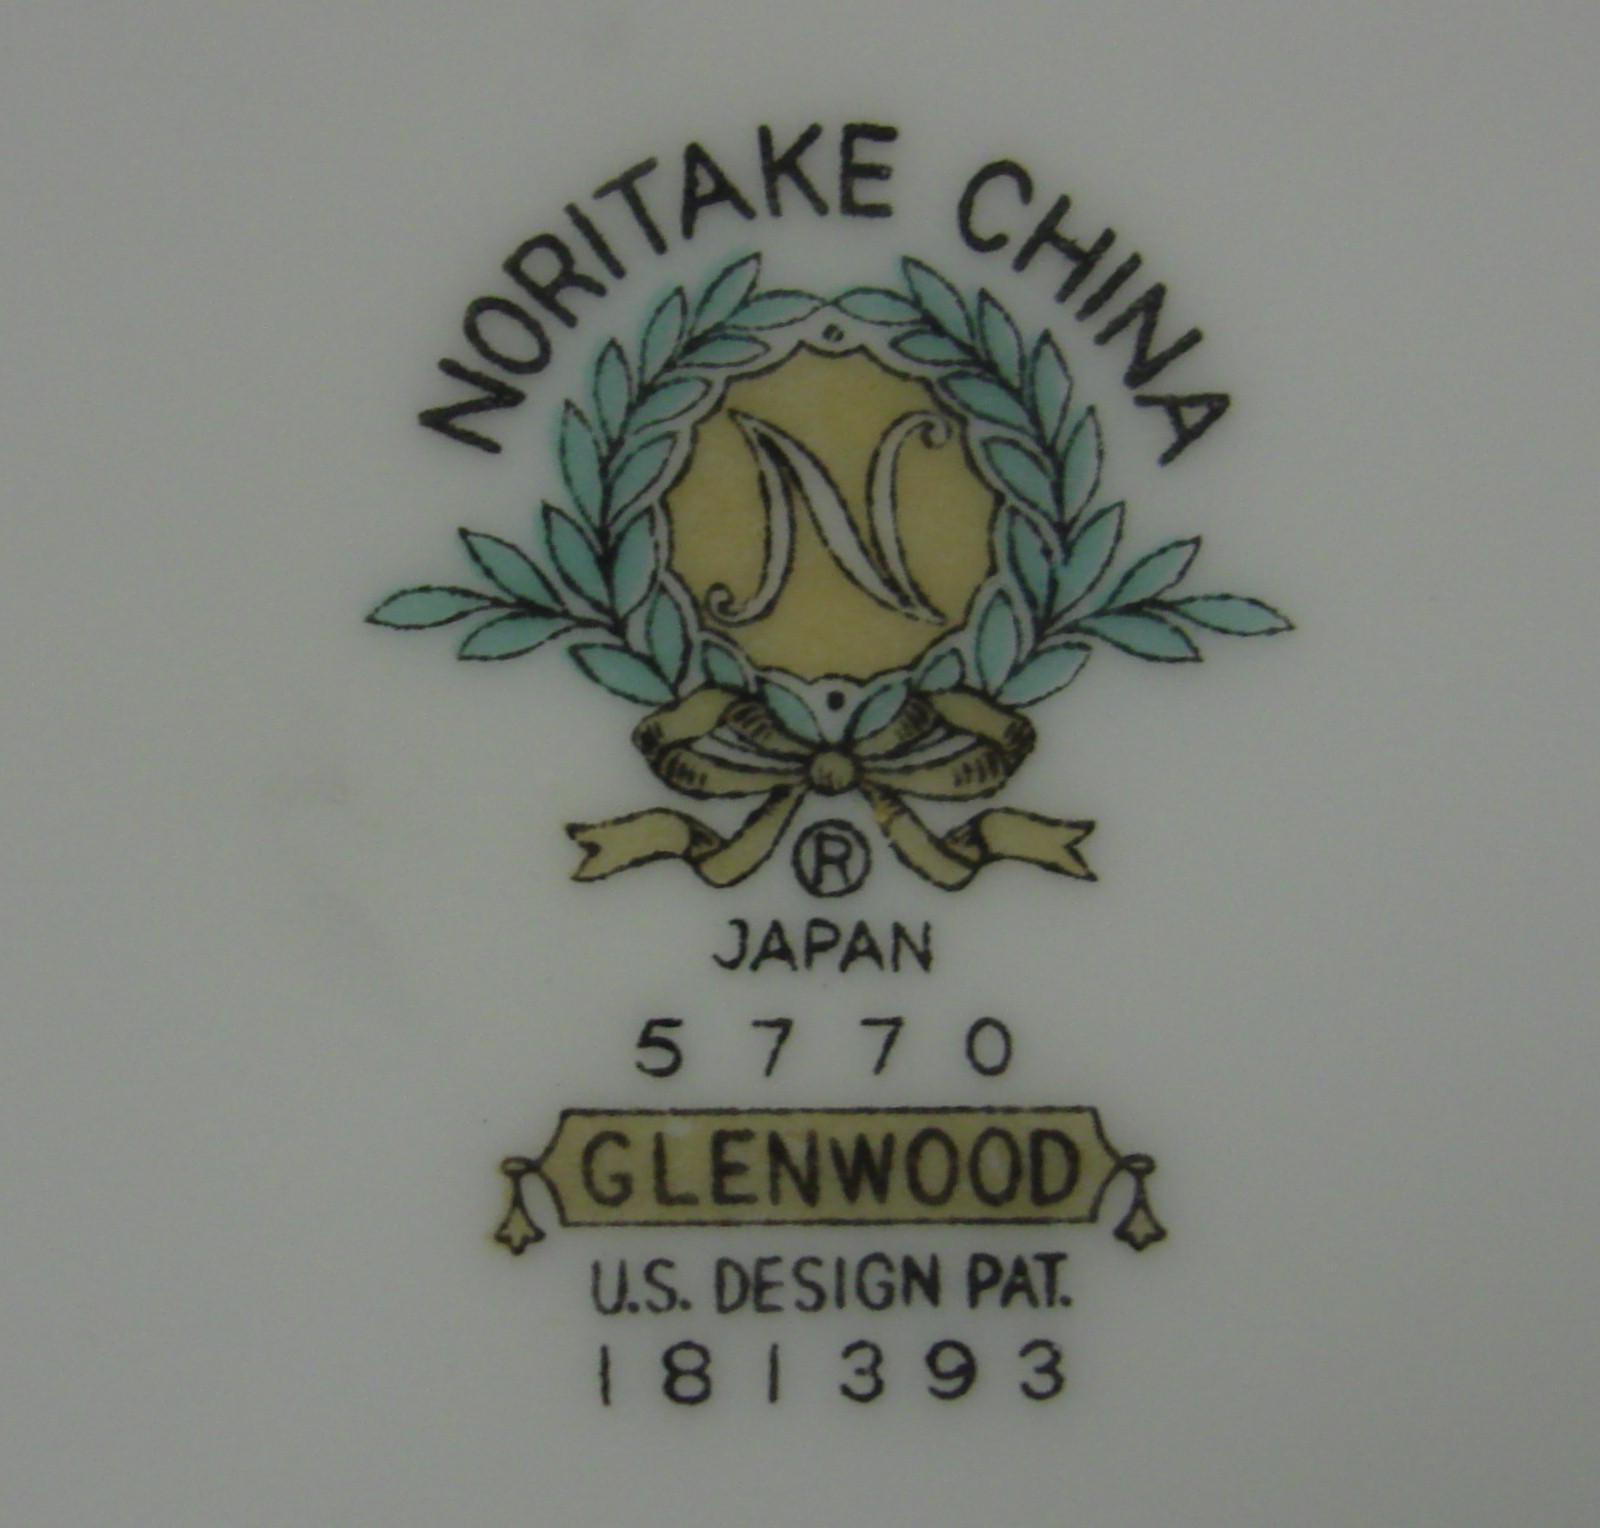 NORITAKE CHINA
N
®
JAPAN
5770
GLENWOOD
U.S. DESIGN PAT.
181393